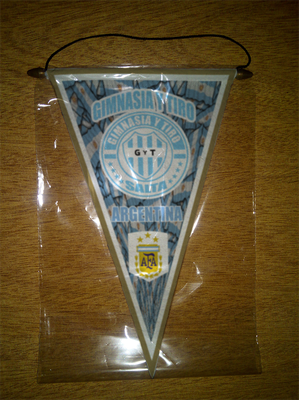 GIMNASIA Y TIRO
GIMNASIA Y TIRO
G Y T
SALTA
ARGENTINA
AFA